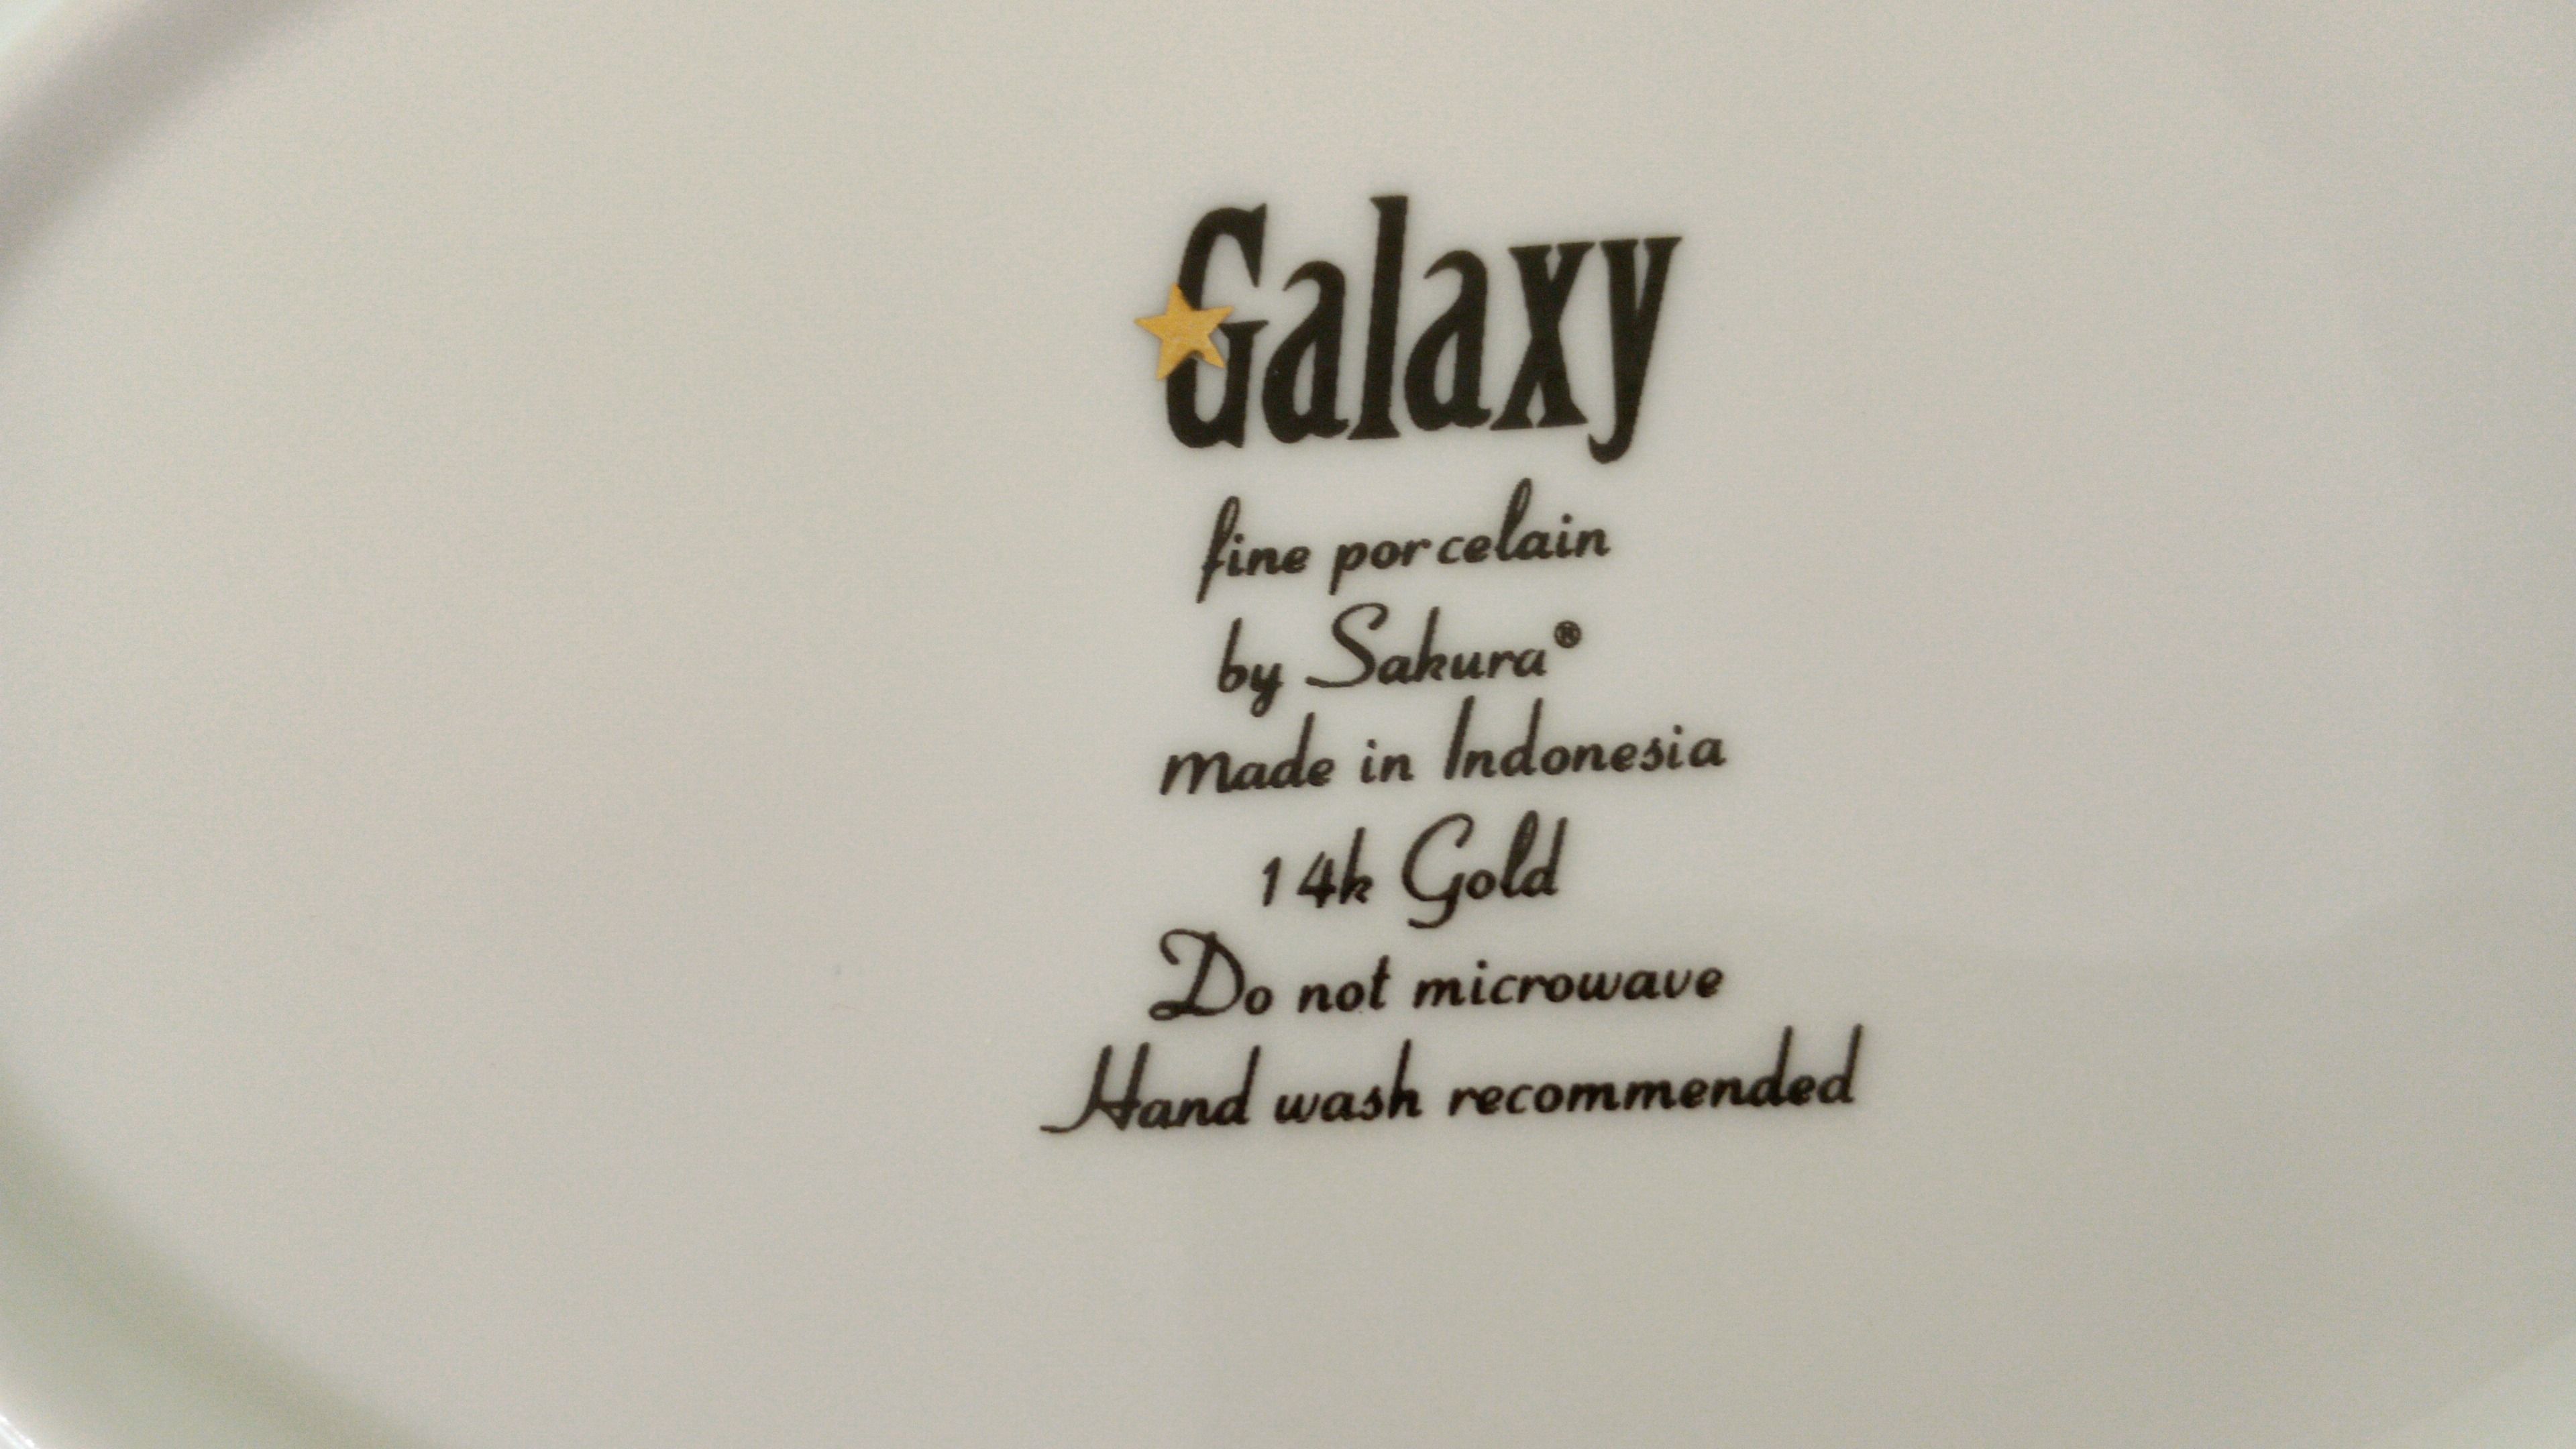 Galaxy
fine porcelain
by Sakura®
made in Indonesia
14k Gold
Do not microwave
Hand wash recommended